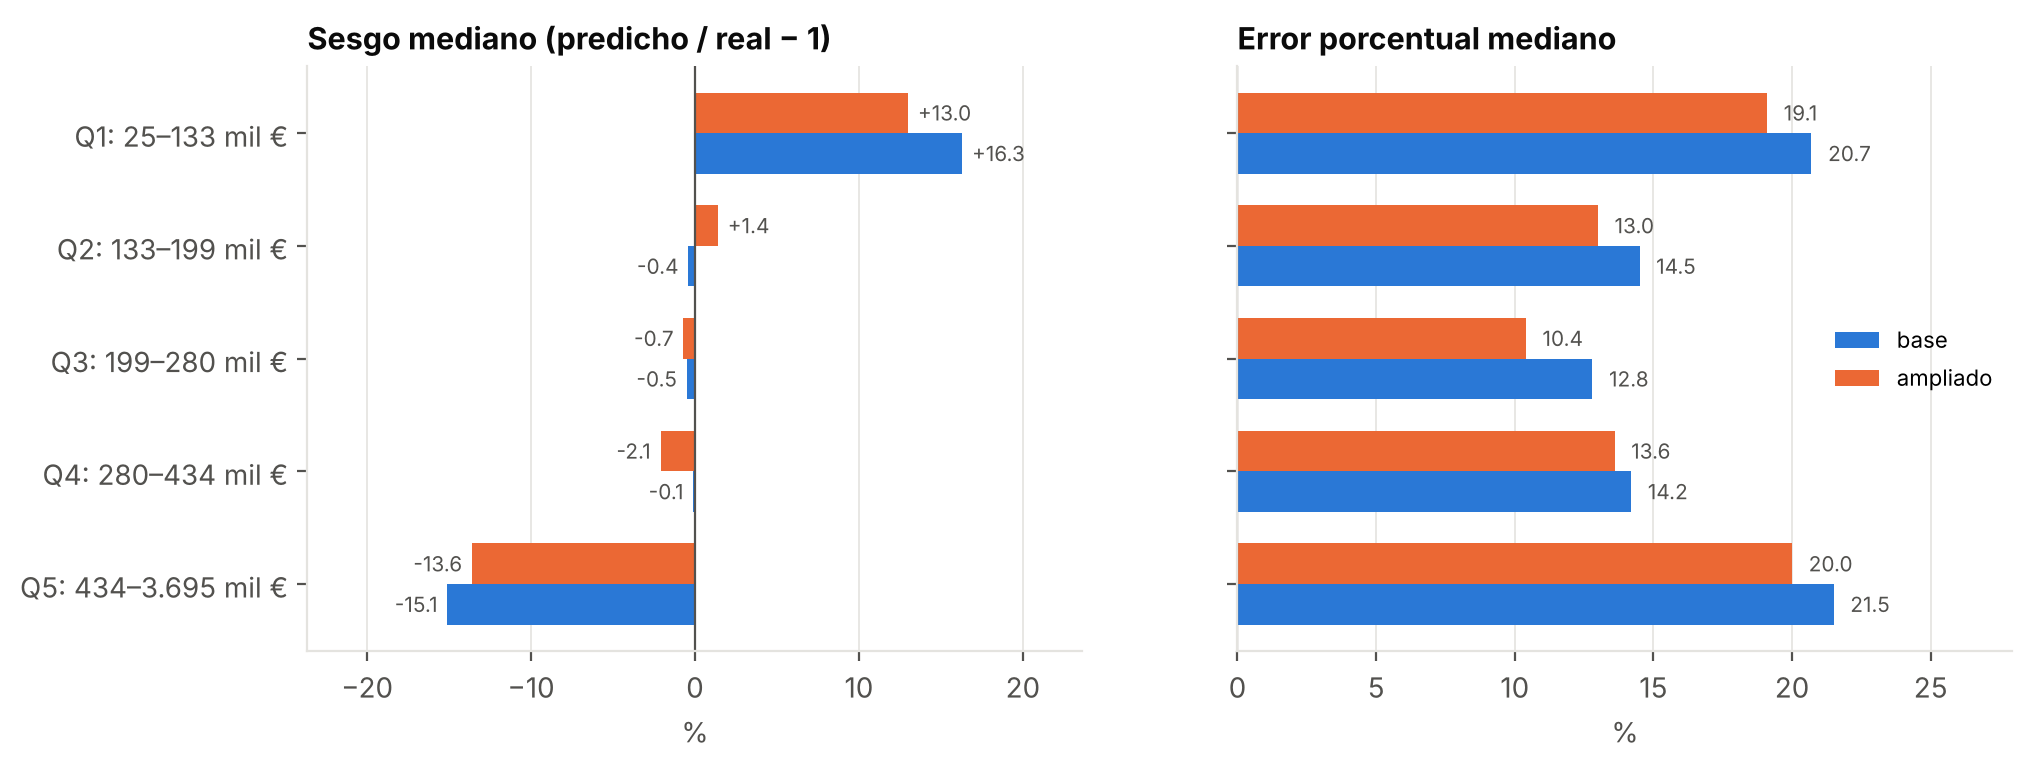 Sesgo mediano (predicho / real − 1)
Q1: 25–133 mil €
Q2: 133–199 mil €
Q3: 199–280 mil €
Q4: 280–434 mil €
Q5: 434–3.695 mil €
+13.0
+16.3
+1.4
-0.4
-0.7
-0.5
-2.1
-0.1
-13.6
-15.1
−20 −10 0 10 20
%
Error porcentual mediano
19.1
20.7
13.0
14.5
10.4
12.8
13.6
14.2
20.0
21.5
base
ampliado
0 5 10 15 20 25
%